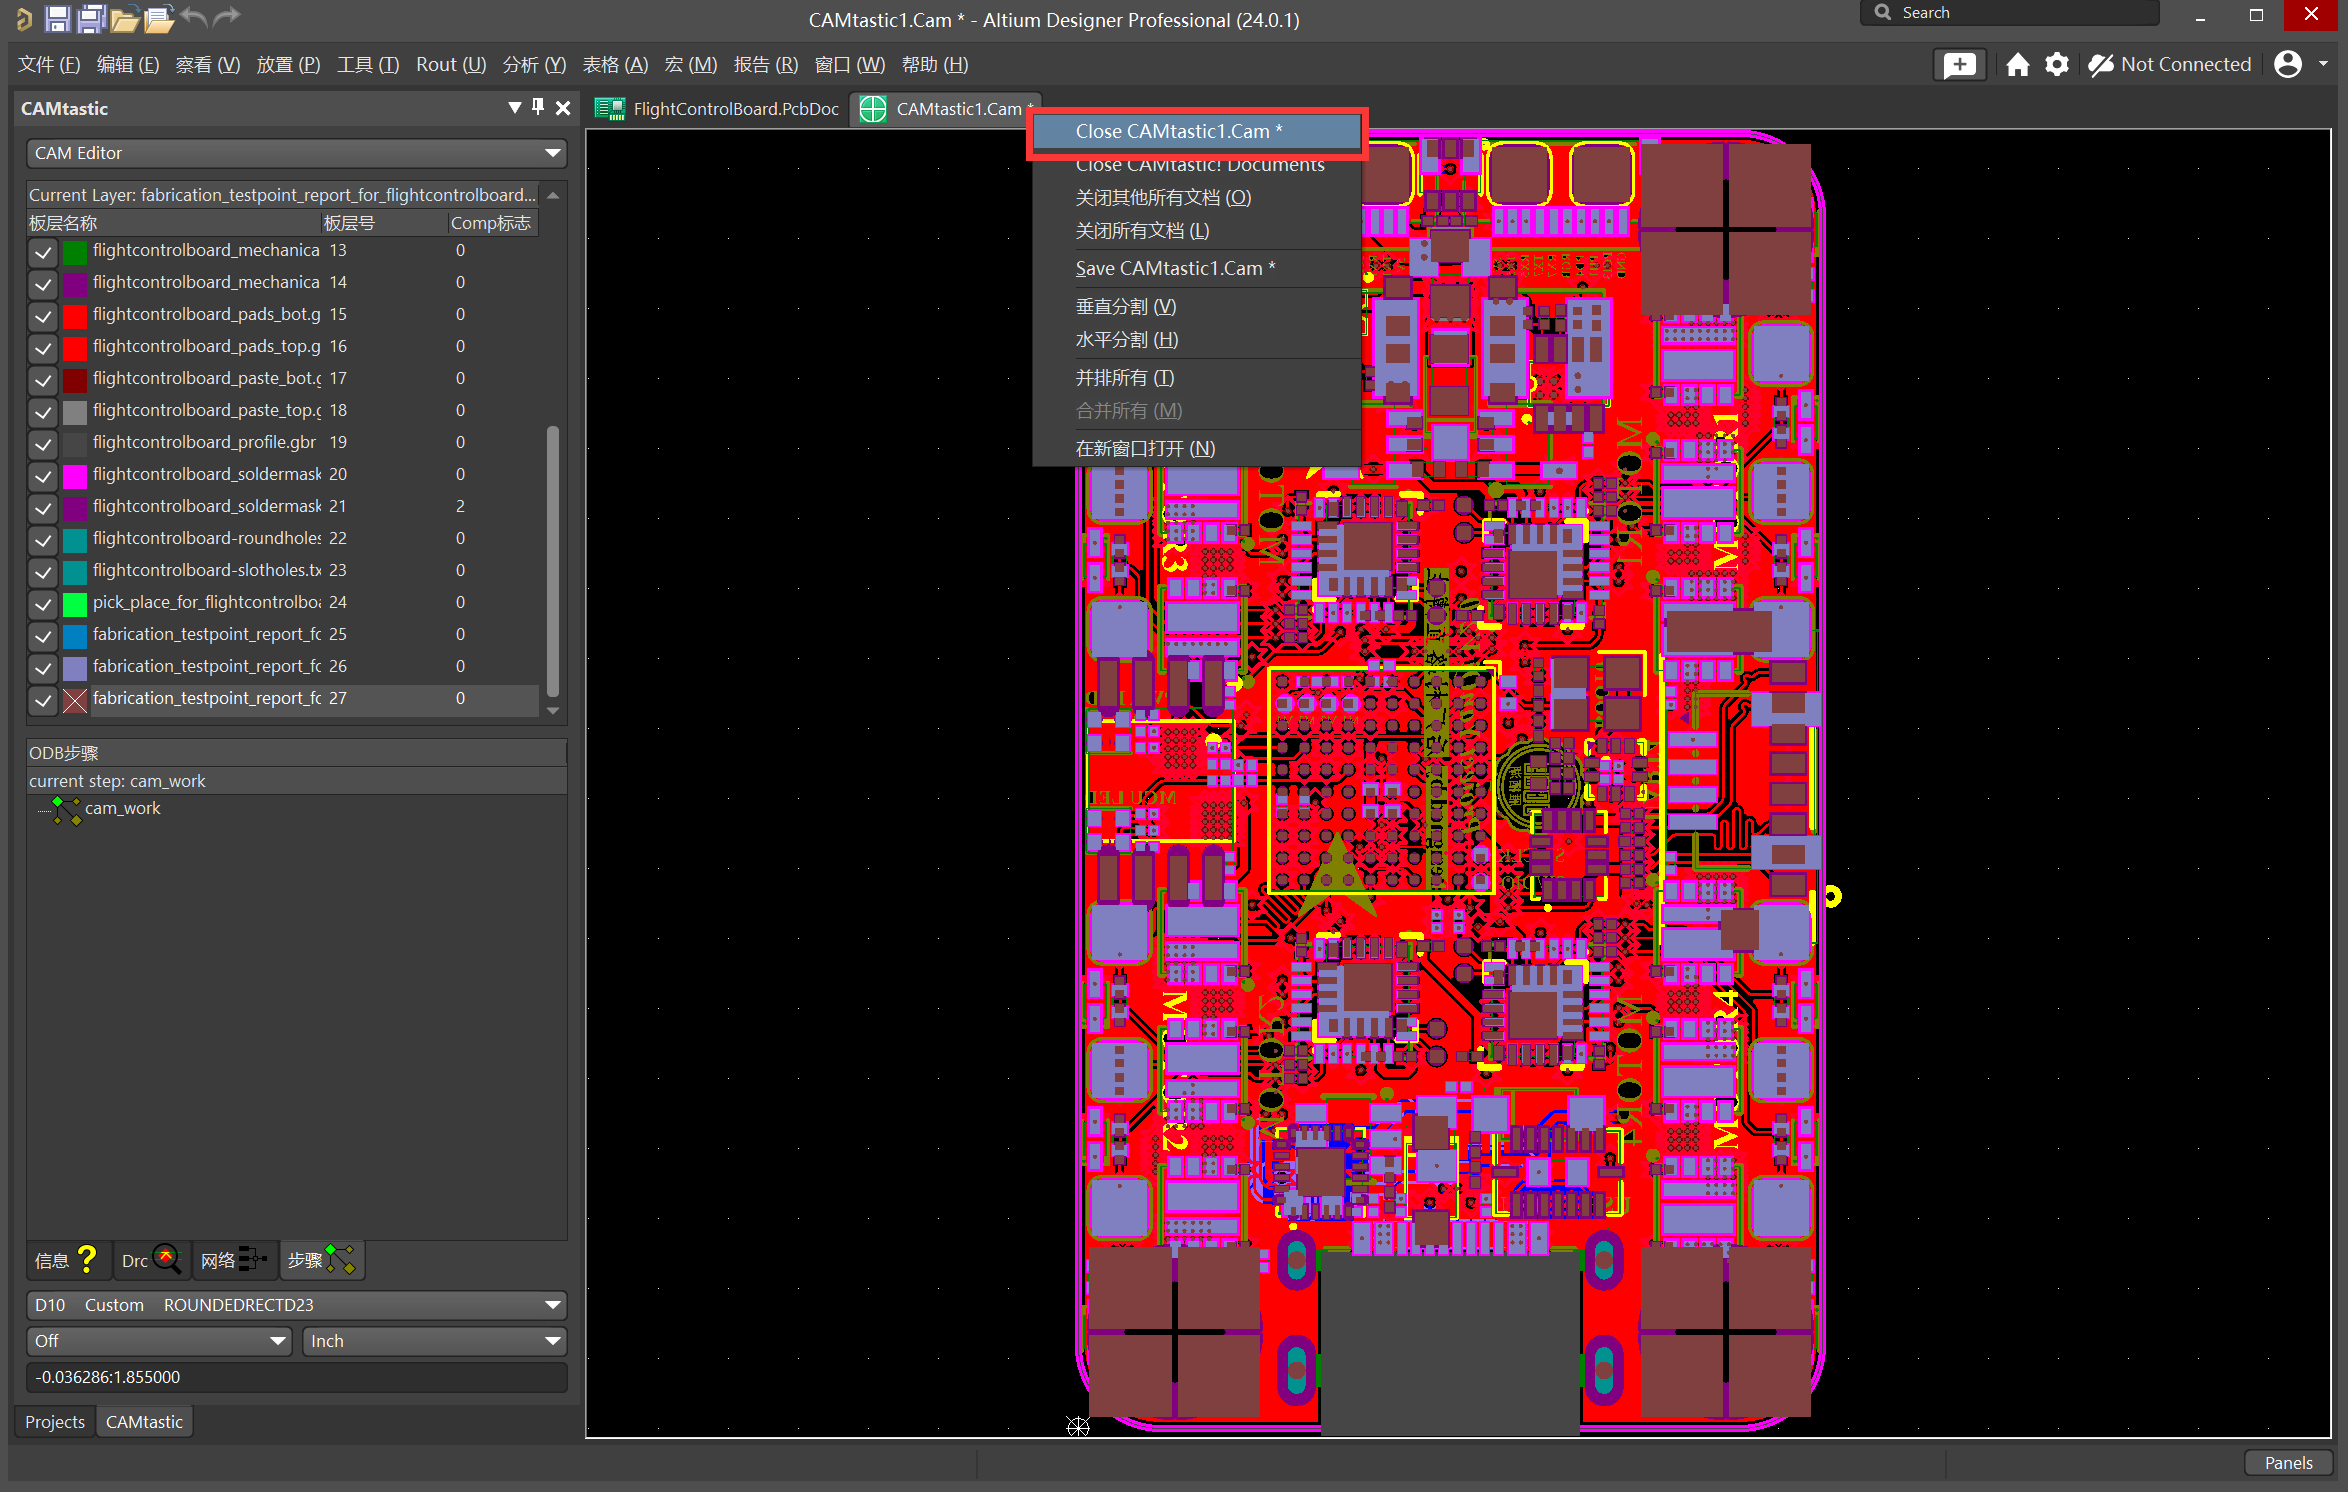 CAMtastic1.Cam * - Altium Designer Professional (24.0.1)
Search
文件 (F) 编辑 (E) 察看 (V) 放置 (P) 工具 (T) Rout (U) 分析 (Y) 表格 (A) 宏 (M) 报告 (R) 窗口 (W) 帮助 (H)
Not Connected
CAMtastic
FlightControlBoard.PcbDoc
CAMtastic1.Cam *
CAM Editor
Current Layer: fabrication_testpoint_report_for_flightcontrolboard...
板层名称 板层号 Comp标志
flightcontrolboard_mechanica 13 0
flightcontrolboard_mechanica 14 0
flightcontrolboard_pads_bot.g 15 0
flightcontrolboard_pads_top.g 16 0
flightcontrolboard_paste_bot.g 17 0
flightcontrolboard_paste_top.g 18 0
flightcontrolboard_profile.gbr 19 0
flightcontrolboard_soldermask 20 0
flightcontrolboard_soldermask 21 2
flightcontrolboard-roundholes 22 0
flightcontrolboard-slotholes.tx 23 0
pick_place_for_flightcontrolboa 24 0
fabrication_testpoint_report_fo 25 0
fabrication_testpoint_report_fo 26 0
fabrication_testpoint_report_fo 27 0
ODB步骤
current step: cam_work
cam_work
信息 Drc 网络 步骤
D10 Custom ROUNDEDRECTD23
Off Inch
-0.036286:1.855000
Projects CAMtastic
Close CAMtastic1.Cam *
Close CAMtastic! Documents
关闭其他所有文档 (O)
关闭所有文档 (L)
Save CAMtastic1.Cam *
垂直分割 (V)
水平分割 (H)
并排所有 (T)
合并所有 (M)
在新窗口打开 (N)
MCU LED
MOTOR4
Panels